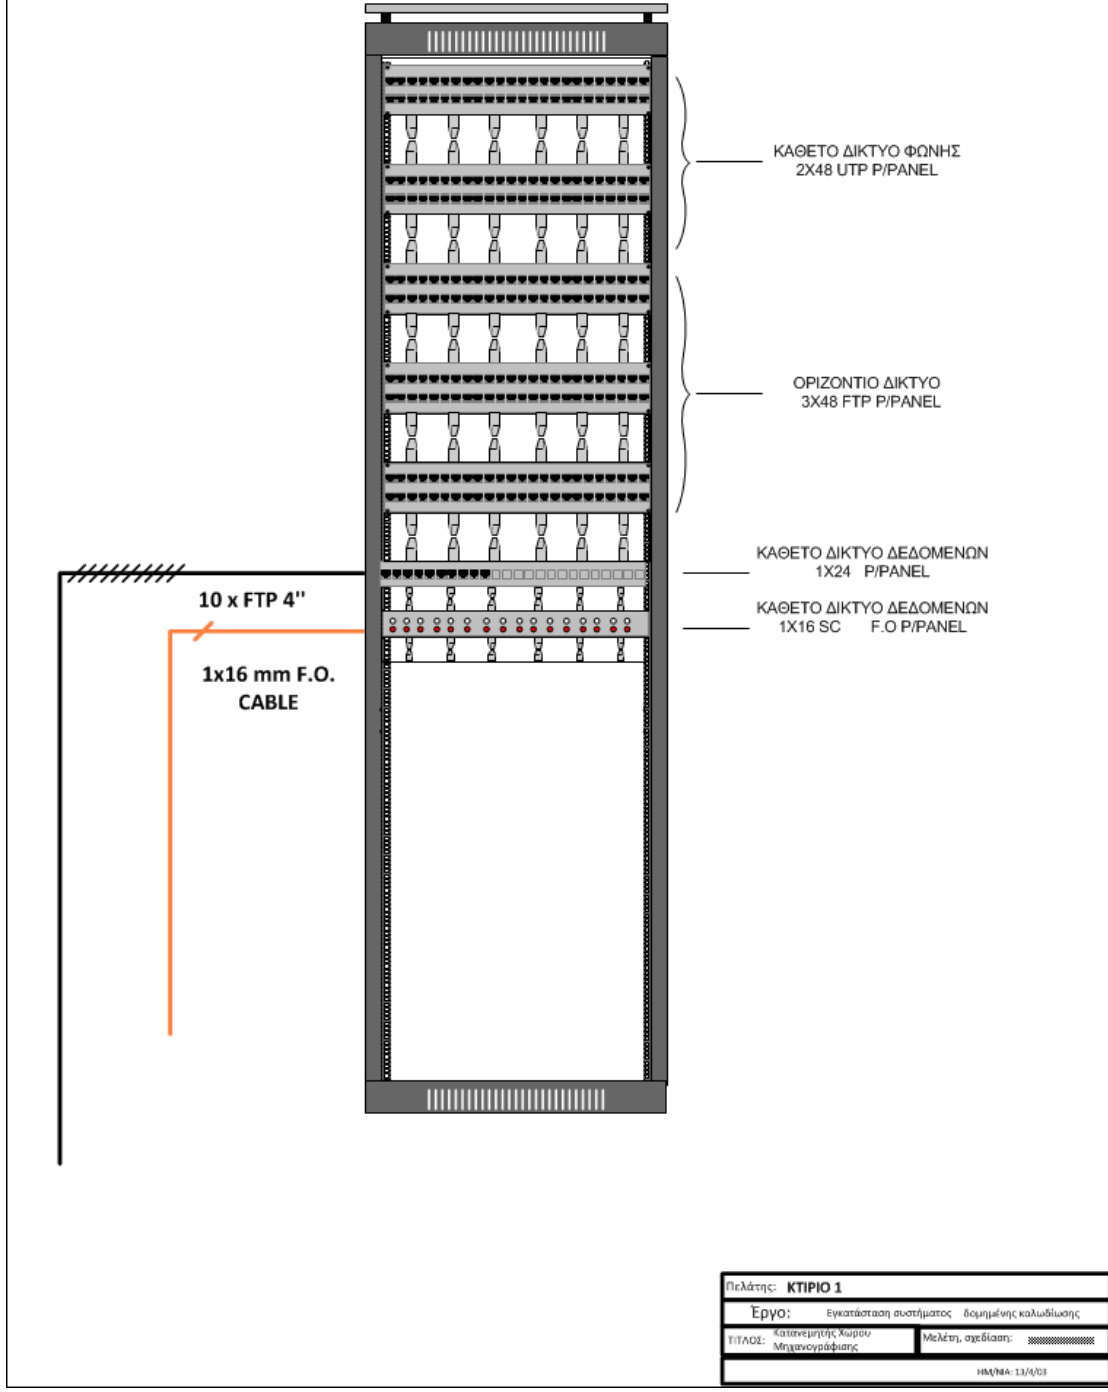 ΚΑΘΕΤΟ ΔΙΚΤΥΟ ΦΩΝΗΣ
2X48 UTP P/PANEL
ΟΡΙΖΟΝΤΙΟ ΔΙΚΤΥΟ
3X48 FTP P/PANEL
ΚΑΘΕΤΟ ΔΙΚΤΥΟ ΔΕΔΟΜΕΝΩΝ
1X24 P/PANEL
ΚΑΘΕΤΟ ΔΙΚΤΥΟ ΔΕΔΟΜΕΝΩΝ
1X16 SC F.O P/PANEL
10 x FTP 4"
1x16 mm F.O.
CABLE
Πελάτης: ΚΤΙΡΙΟ 1
Έργο: Εγκατάσταση συστήματος δομημένης καλωδίωσης
ΤΙΤΛΟΣ: Κατανεμητής Χώρου
Μηχανογράφισης
Μελέτη, σχεδίαση:
ΗΜ/ΝΙΑ: 13/4/03